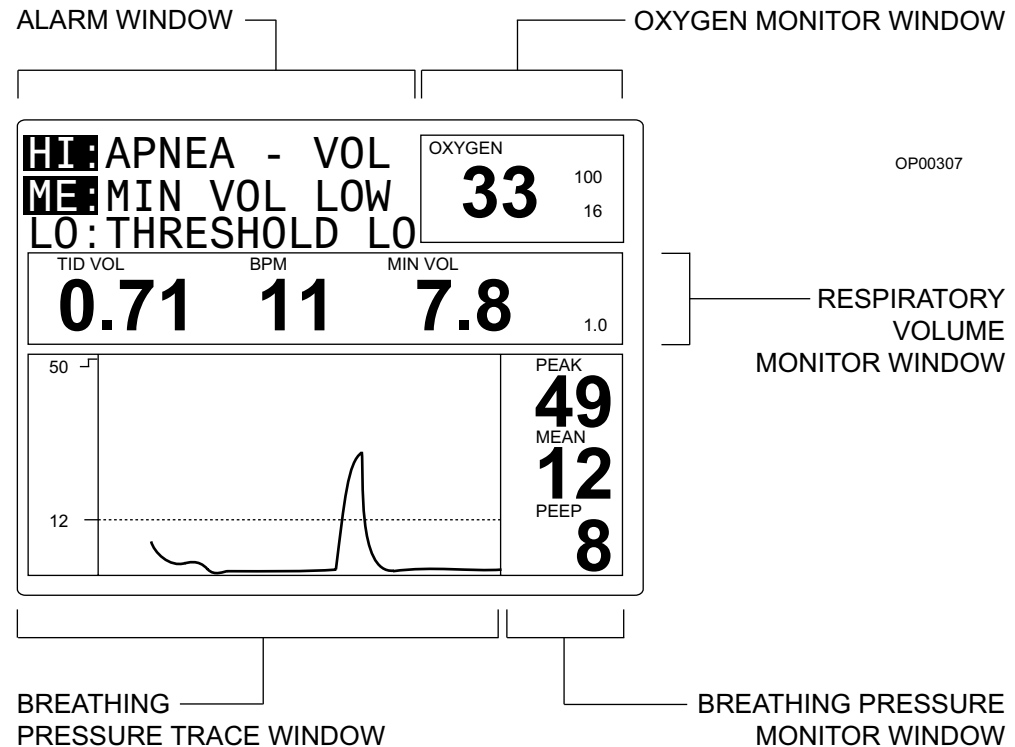 ALARM WINDOW
OXYGEN MONITOR WINDOW
HI:APNEA - VOL
ME:MIN VOL LOW
LO:THRESHOLD LO
OXYGEN
33
100
16
OP00307
TID VOL
BPM
MIN VOL
0.71
11
7.8
1.0
RESPIRATORY
VOLUME
MONITOR WINDOW
50
12
PEAK
49
MEAN
12
PEEP
8
BREATHING
PRESSURE TRACE WINDOW
BREATHING PRESSURE
MONITOR WINDOW